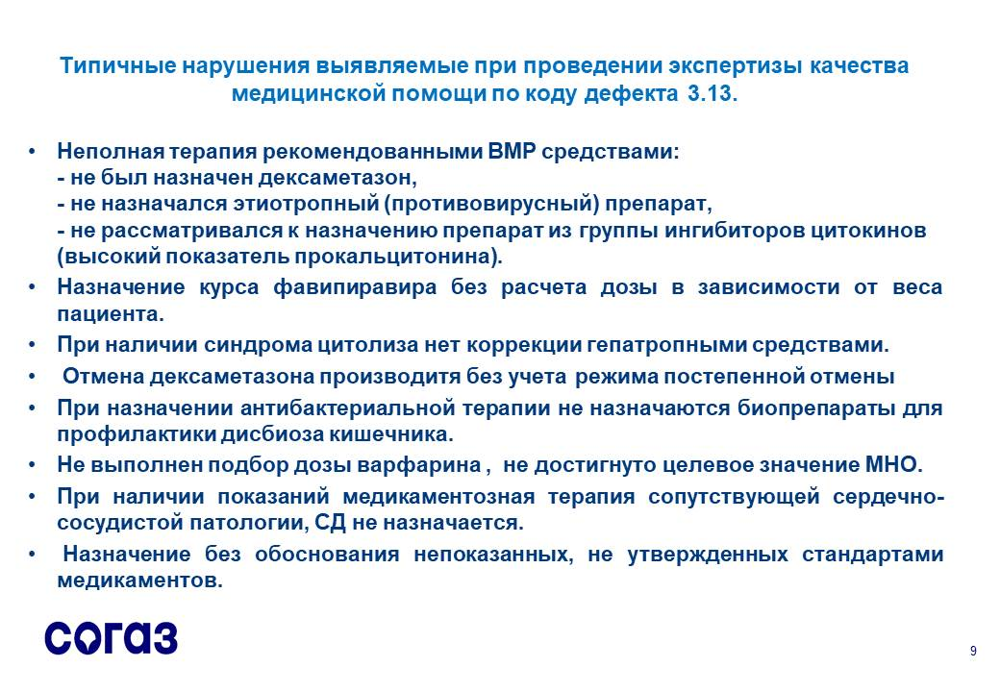 Типичные нарушения выявляемые при проведении экспертизы качества
медицинской помощи по коду дефекта 3.13.
• Неполная терапия рекомендованными ВМР средствами:
- не был назначен дексаметазон,
- не назначался этиотропный (противовирусный) препарат,
- не рассматривался к назначению препарат из группы ингибиторов цитокинов
(высокий показатель прокальцитонина).
• Назначение курса фавипиравира без расчета дозы в зависимости от веса
пациента.
• При наличии синдрома цитолиза нет коррекции гепатропными средствами.
• Отмена дексаметазона производитя без учета режима постепенной отмены
• При назначении антибактериальной терапии не назначаются биопрепараты для
профилактики дисбиоза кишечника.
• Не выполнен подбор дозы варфарина , не достигнуто целевое значение МНО.
• При наличии показаний медикаментозная терапия сопутствующей сердечно-
сосудистой патологии, СД не назначается.
• Назначение без обоснования непоказанных, не утвержденных стандартами
медикаментов.
согаз
9